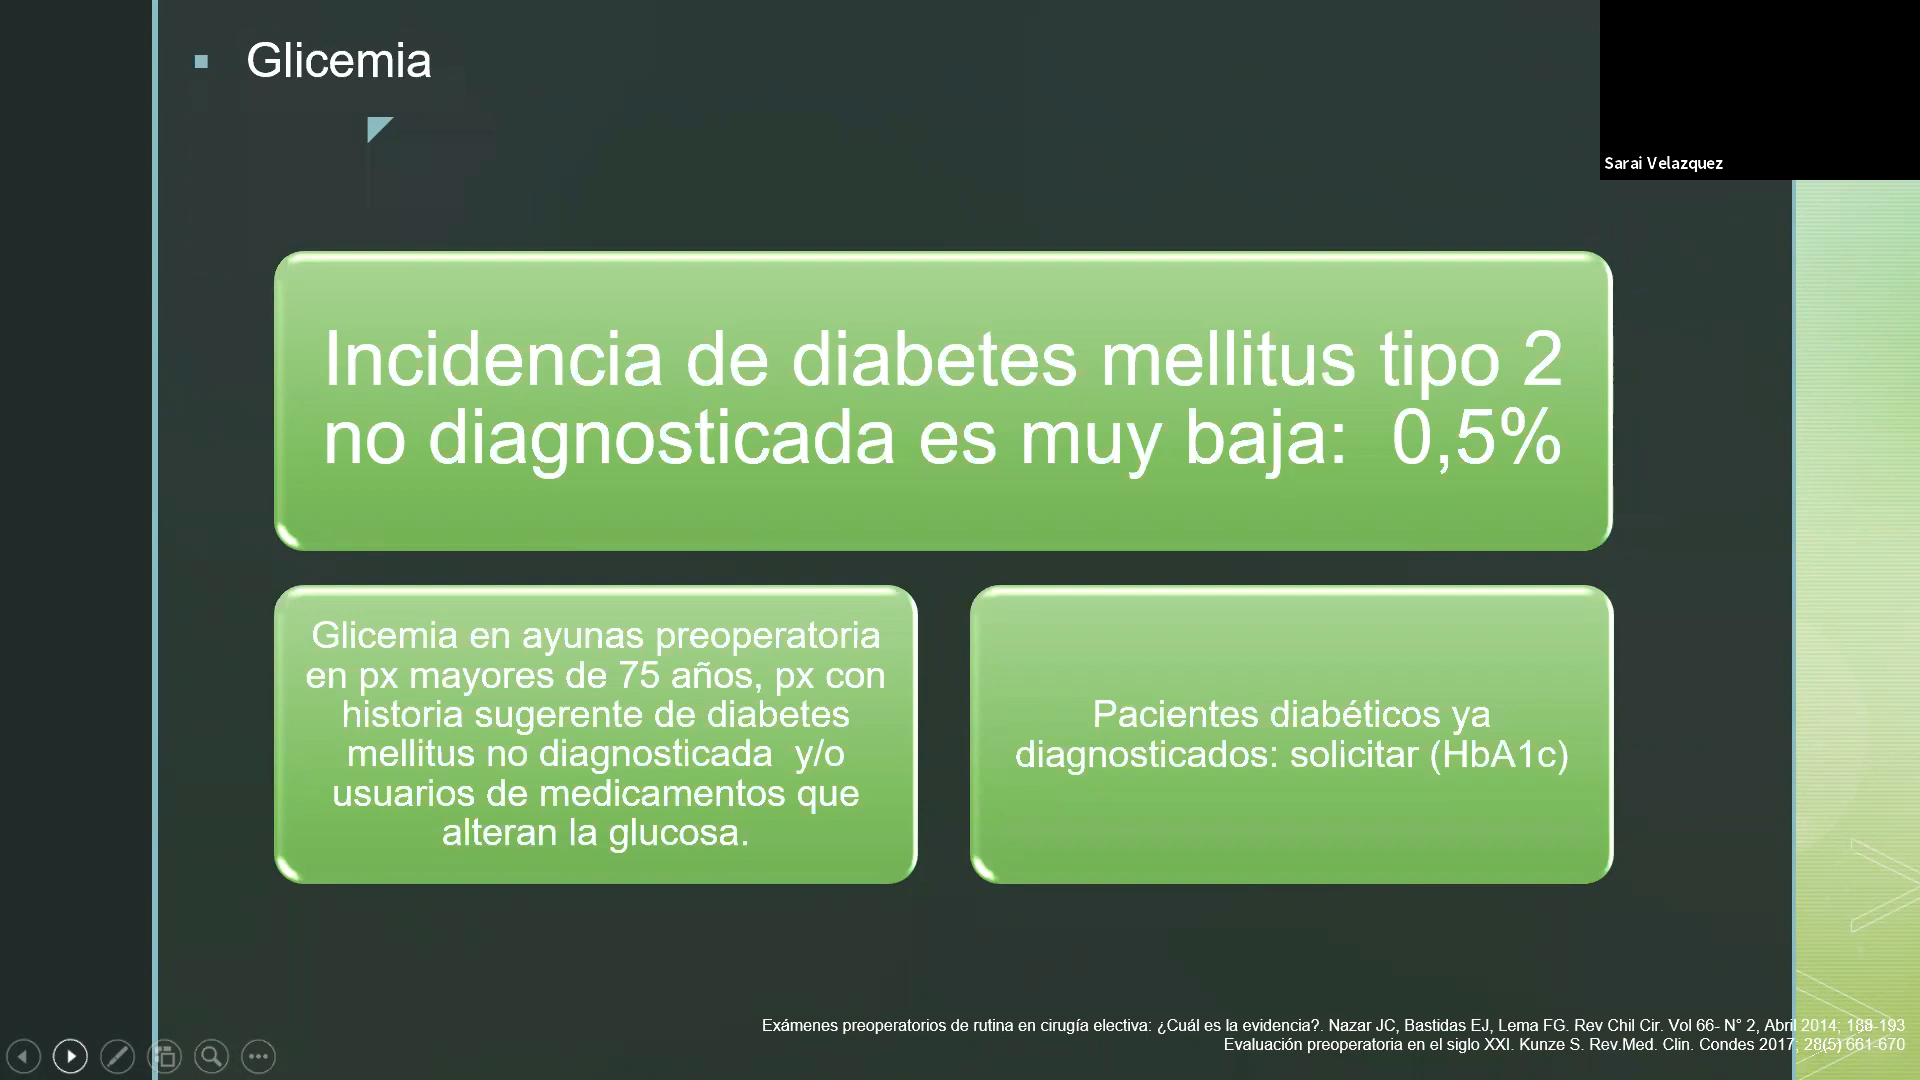 Glicemia
Sarai Velazquez
Incidencia de diabetes mellitus tipo 2
no diagnosticada es muy baja: 0,5%
Glicemia en ayunas preoperatoria
en px mayores de 75 años, px con
historia sugerente de diabetes
mellitus no diagnosticada y/o
usuarios de medicamentos que
alteran la glucosa.
Pacientes diabéticos ya
diagnosticados: solicitar (HbA1c)
Exámenes preoperatorios de rutina en cirugía electiva: ¿Cuál es la evidencia?. Nazar JC, Bastidas EJ, Lema FG. Rev Chil Cir. Vol 66- N° 2, Abril 2014; 188-193
Evaluación preoperatoria en el siglo XXI. Kunze S. Rev.Med. Clin. Condes 2017; 28(5) 661-670